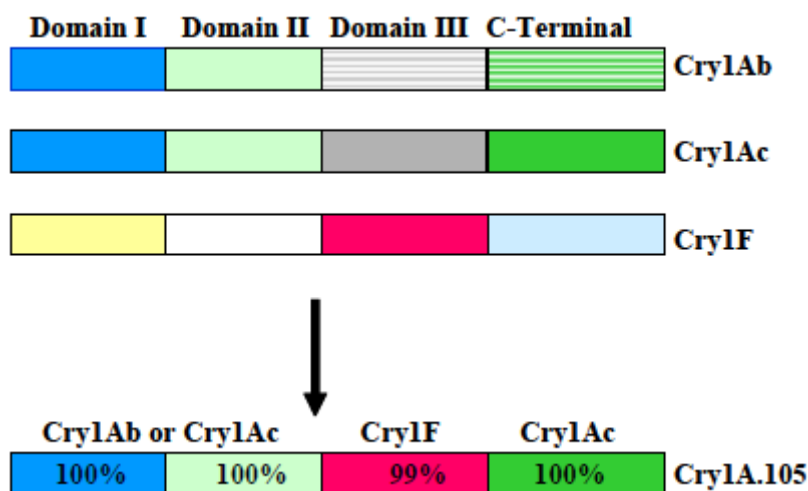 Domain I Domain II Domain III C-Terminal
Cry1Ab
Cry1Ac
Cry1F
Cry1Ab or Cry1Ac Cry1F Cry1Ac
100% 100% 99% 100% Cry1A.105